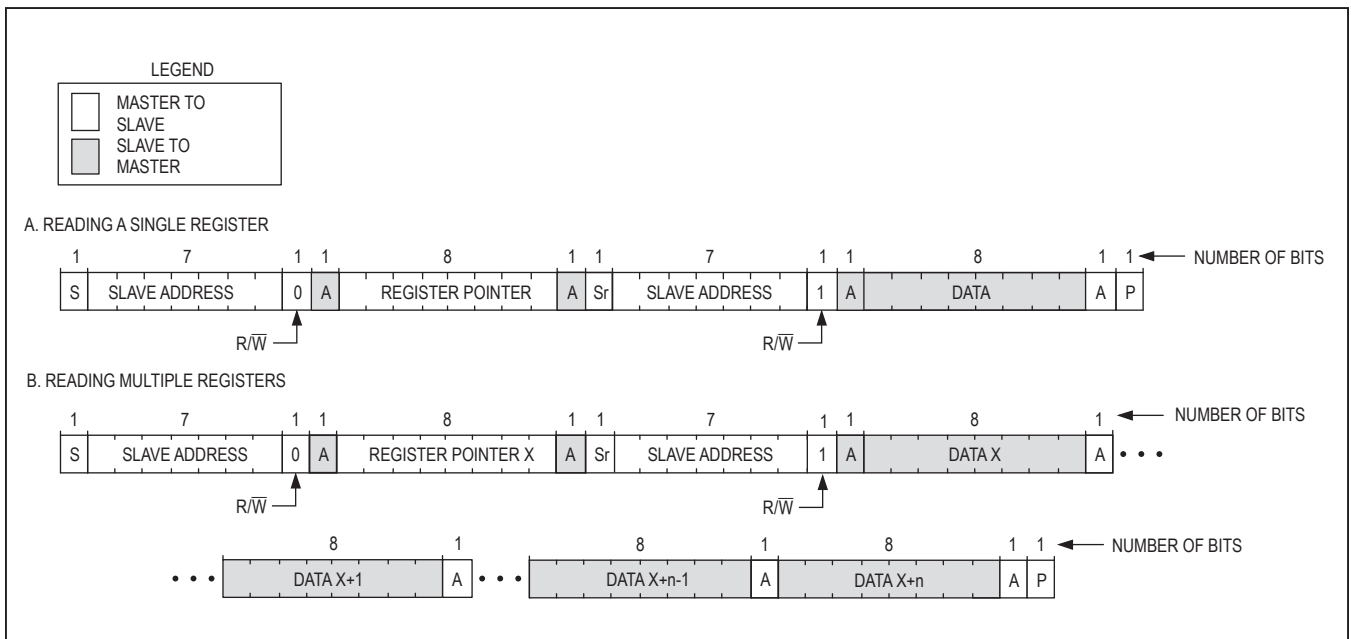 LEGEND
MASTER TO
SLAVE
SLAVE TO
MASTER
A. READING A SINGLE REGISTER
1 7 1 1 8 1 1 7 1 1 8 1 1 NUMBER OF BITS
S SLAVE ADDRESS 0 A REGISTER POINTER A Sr SLAVE ADDRESS 1 A DATA A P
R/W̅ R/W̅
B. READING MULTIPLE REGISTERS
1 7 1 1 8 1 1 7 1 1 8 1 NUMBER OF BITS
S SLAVE ADDRESS 0 A REGISTER POINTER X A Sr SLAVE ADDRESS 1 A DATA X A • • •
R/W̅ R/W̅
8 1 8 1 8 1 1 NUMBER OF BITS
• • • DATA X+1 A • • • DATA X+n-1 A DATA X+n A P